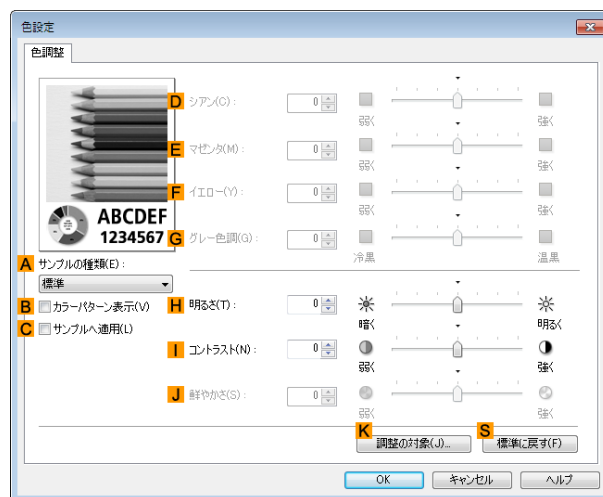 色設定
色調整
D シアン(C) : 0
弱く 強く
E マゼンタ(M) : 0
弱く 強く
F イエロー(Y) : 0
弱く 強く
ABCDEF
1234567
G グレー色調(G) : 0
冷黒 温黒
A サンプルの種類(E) :
標準
B カラーパターン表示(V)
H 明るさ(T) : 0
暗く 明るく
C サンプルへ適用(L)
I コントラスト(N) : 0
弱く 強く
J 鮮やかさ(S) : 0
弱く 強く
K 調整の対象(J)...
S 標準に戻す(F)
OK キャンセル ヘルプ